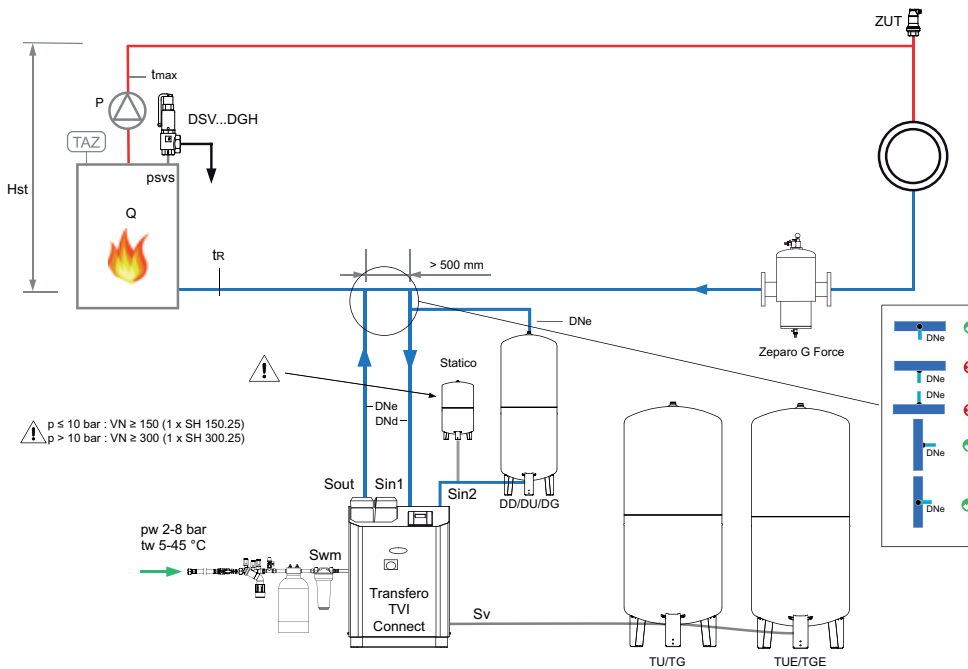 ZUT
tmax
P
DSV...DGH
TAZ
psvs
Hst
Q
tR
> 500 mm
DNe
Zeparo G Force
Statico
DNe
DNe
DNe
DNe
DNe
DNe
DNd
p ≤ 10 bar : VN ≥ 150 (1 x SH 150.25)
p > 10 bar : VN ≥ 300 (1 x SH 300.25)
Sout
Sin1
Sin2
DD/DU/DG
pw 2-8 bar
tw 5-45 °C
Swm
Transfero
TVI
Connect
Sv
TU/TG
TUE/TGE